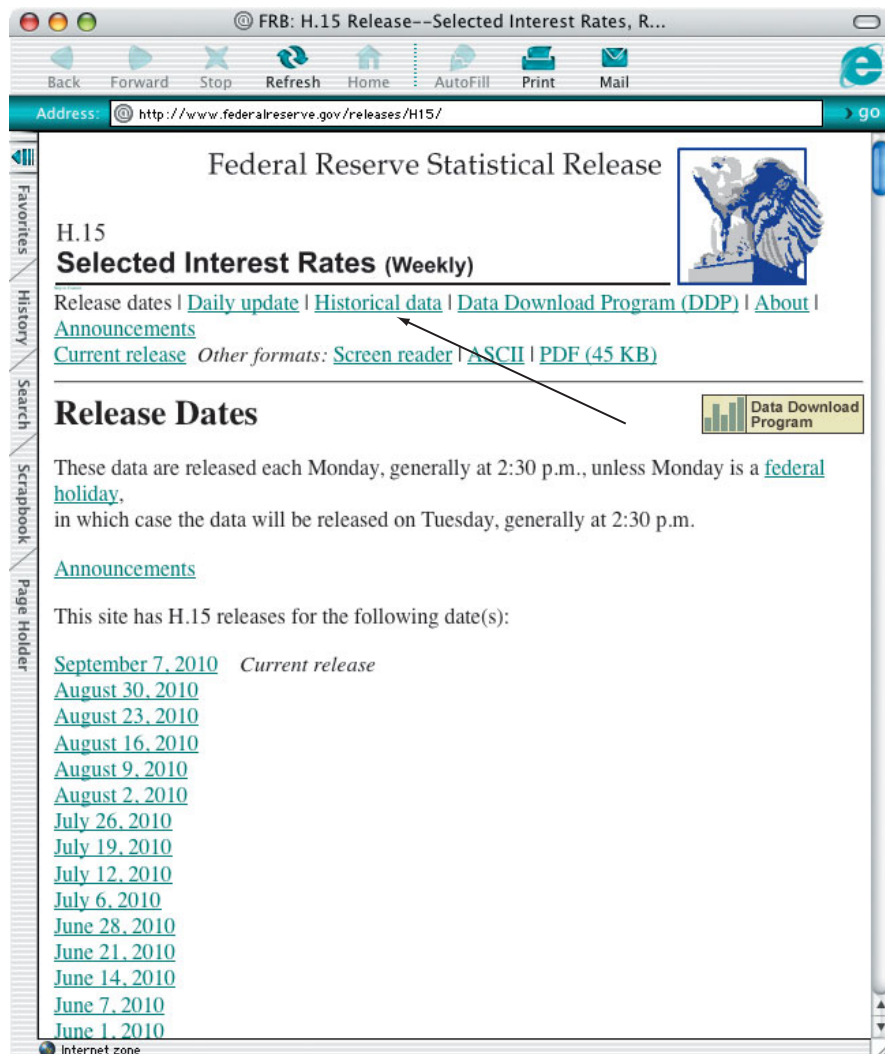 FRB: H.15 Release--Selected Interest Rates, R...
Back Forward Stop Refresh Home AutoFill Print Mail
Address: http://www.federalreserve.gov/releases/H15/ go
Favorites
History
Search
Scrapbook
Page Holder
Federal Reserve Statistical Release
H.15
Selected Interest Rates (Weekly)
Release dates | Daily update | Historical data | Data Download Program (DDP) | About |
Announcements
Current release Other formats: Screen reader | ASCII | PDF (45 KB)
Release Dates
Data Download
Program
These data are released each Monday, generally at 2:30 p.m., unless Monday is a federal
holiday,
in which case the data will be released on Tuesday, generally at 2:30 p.m.
Announcements
This site has H.15 releases for the following date(s):
September 7, 2010 Current release
August 30, 2010
August 23, 2010
August 16, 2010
August 9, 2010
August 2, 2010
July 26, 2010
July 19, 2010
July 12, 2010
July 6, 2010
June 28, 2010
June 21, 2010
June 14, 2010
June 7, 2010
June 1, 2010
Internet zone